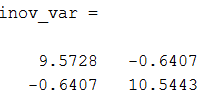 inov_var =
9.5728 -0.6407
-0.6407 10.5443